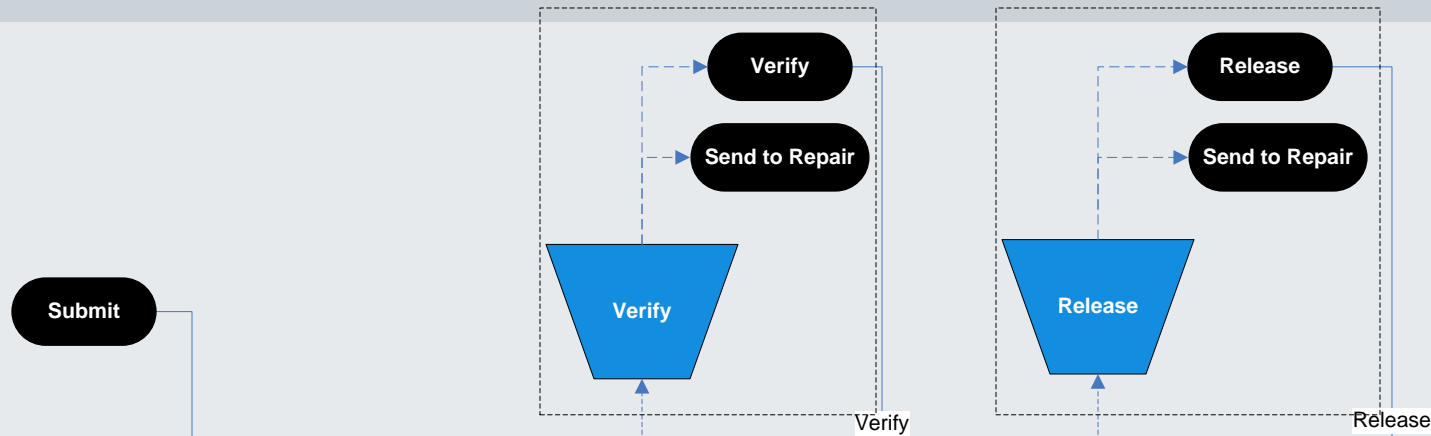 Verify
Release
Send to Repair
Send to Repair
Submit
Verify
Release
Verify
Release